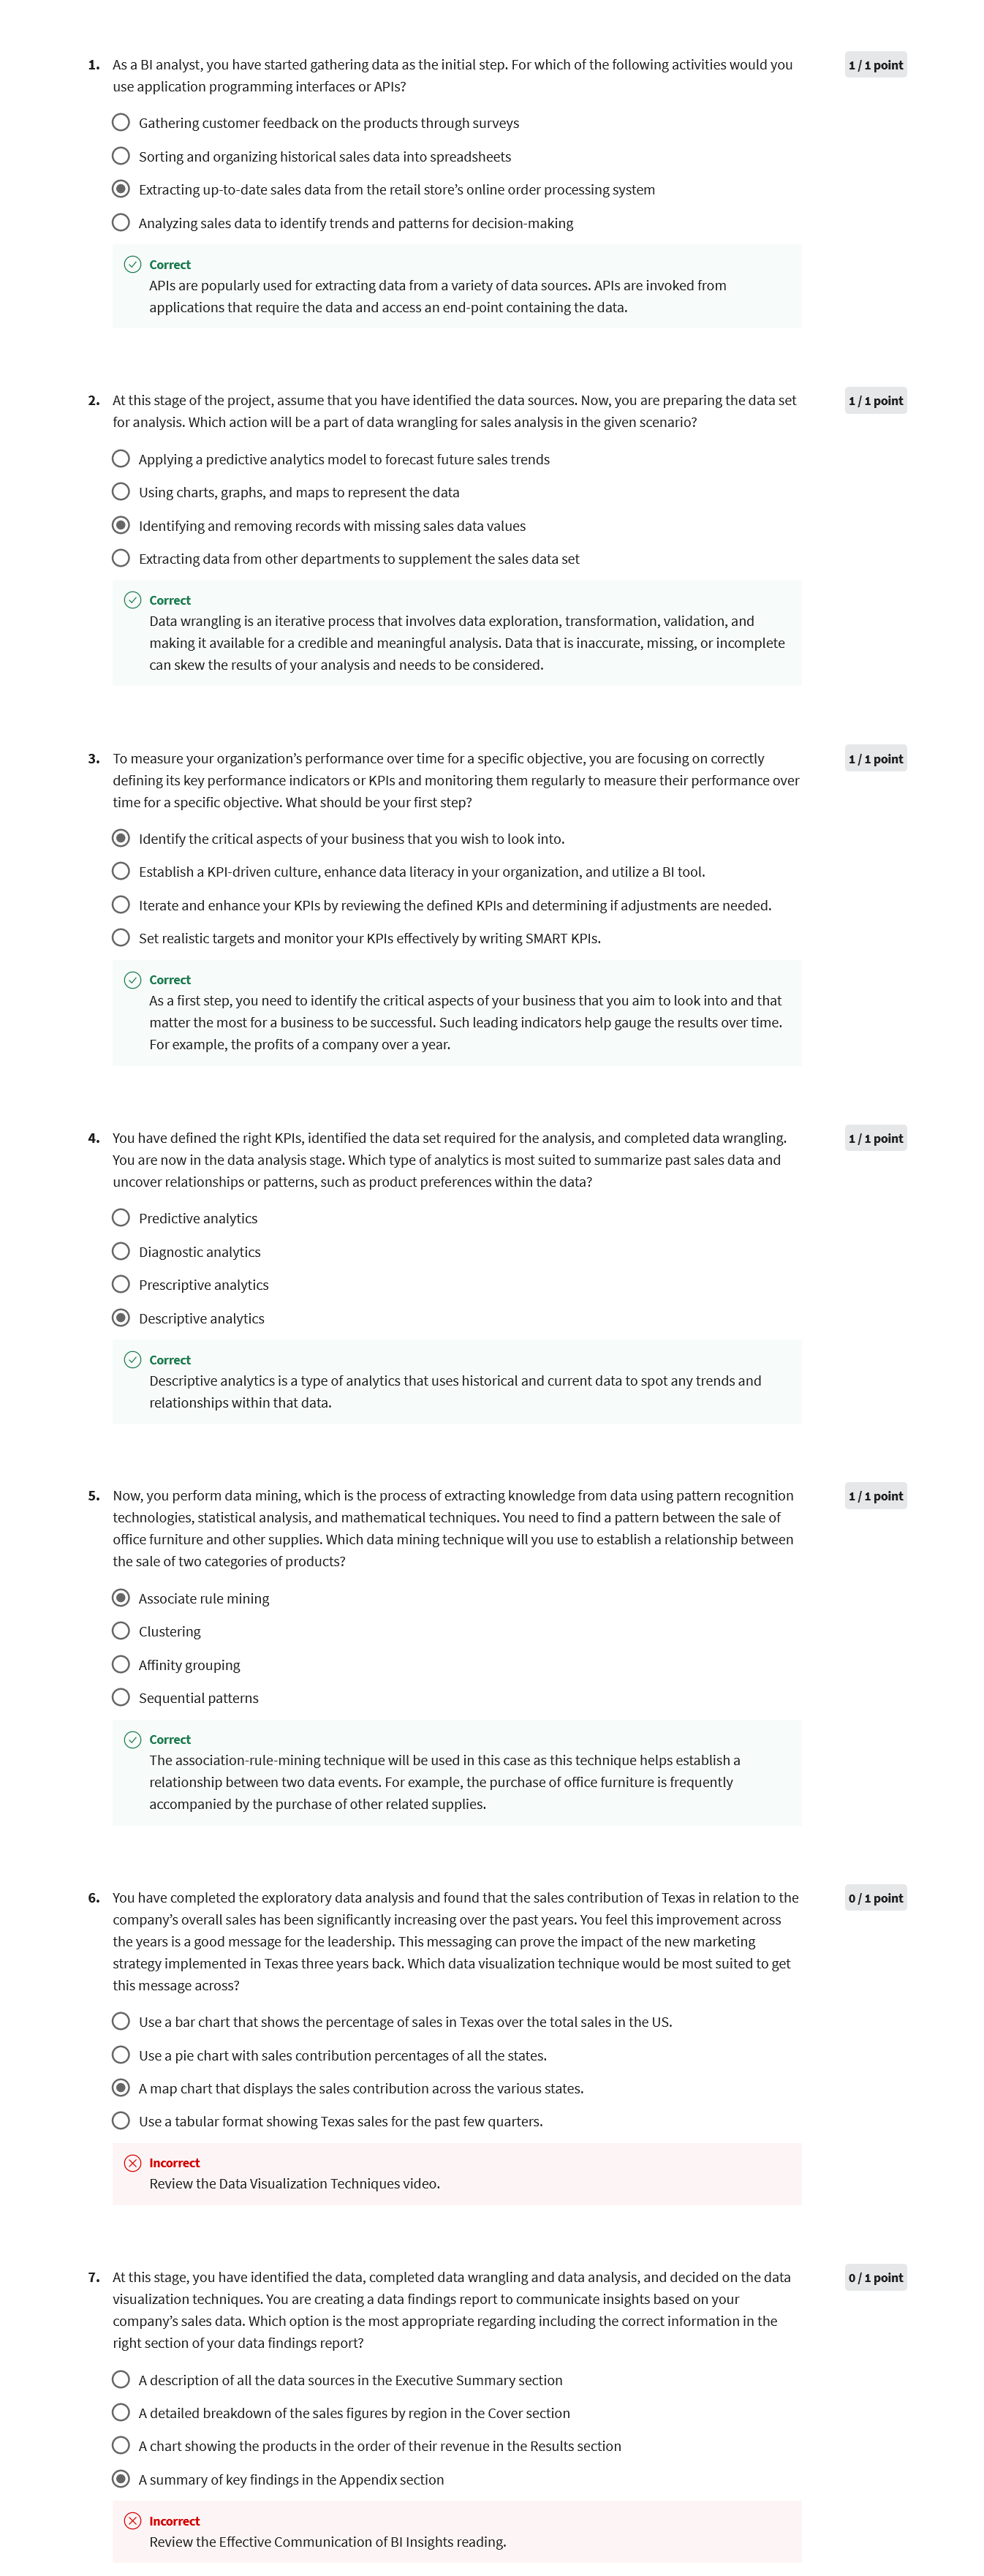 1. As a BI analyst, you have started gathering data as the initial step. For which of the following activities would you
use application programming interfaces or APIs?
1 / 1 point
Gathering customer feedback on the products through surveys
Sorting and organizing historical sales data into spreadsheets
Extracting up-to-date sales data from the retail store’s online order processing system
Analyzing sales data to identify trends and patterns for decision-making
Correct
APIs are popularly used for extracting data from a variety of data sources. APIs are invoked from
applications that require the data and access an end-point containing the data.
2. At this stage of the project, assume that you have identified the data sources. Now, you are preparing the data set
for analysis. Which action will be a part of data wrangling for sales analysis in the given scenario?
1 / 1 point
Applying a predictive analytics model to forecast future sales trends
Using charts, graphs, and maps to represent the data
Identifying and removing records with missing sales data values
Extracting data from other departments to supplement the sales data set
Correct
Data wrangling is an iterative process that involves data exploration, transformation, validation, and
making it available for a credible and meaningful analysis. Data that is inaccurate, missing, or incomplete
can skew the results of your analysis and needs to be considered.
3. To measure your organization’s performance over time for a specific objective, you are focusing on correctly
defining its key performance indicators or KPIs and monitoring them regularly to measure their performance over
time for a specific objective. What should be your first step?
1 / 1 point
Identify the critical aspects of your business that you wish to look into.
Establish a KPI-driven culture, enhance data literacy in your organization, and utilize a BI tool.
Iterate and enhance your KPIs by reviewing the defined KPIs and determining if adjustments are needed.
Set realistic targets and monitor your KPIs effectively by writing SMART KPIs.
Correct
As a first step, you need to identify the critical aspects of your business that you aim to look into and that
matter the most for a business to be successful. Such leading indicators help gauge the results over time.
For example, the profits of a company over a year.
4. You have defined the right KPIs, identified the data set required for the analysis, and completed data wrangling.
You are now in the data analysis stage. Which type of analytics is most suited to summarize past sales data and
uncover relationships or patterns, such as product preferences within the data?
1 / 1 point
Predictive analytics
Diagnostic analytics
Prescriptive analytics
Descriptive analytics
Correct
Descriptive analytics is a type of analytics that uses historical and current data to spot any trends and
relationships within that data.
5. Now, you perform data mining, which is the process of extracting knowledge from data using pattern recognition
technologies, statistical analysis, and mathematical techniques. You need to find a pattern between the sale of
office furniture and other supplies. Which data mining technique will you use to establish a relationship between
the sale of two categories of products?
1 / 1 point
Associate rule mining
Clustering
Affinity grouping
Sequential patterns
Correct
The association-rule-mining technique will be used in this case as this technique helps establish a
relationship between two data events. For example, the purchase of office furniture is frequently
accompanied by the purchase of other related supplies.
6. You have completed the exploratory data analysis and found that the sales contribution of Texas in relation to the
company’s overall sales has been significantly increasing over the past years. You feel this improvement across
the years is a good message for the leadership. This messaging can prove the impact of the new marketing
strategy implemented in Texas three years back. Which data visualization technique would be most suited to get
this message across?
0 / 1 point
Use a bar chart that shows the percentage of sales in Texas over the total sales in the US.
Use a pie chart with sales contribution percentages of all the states.
A map chart that displays the sales contribution across the various states.
Use a tabular format showing Texas sales for the past few quarters.
Incorrect
Review the Data Visualization Techniques video.
7. At this stage, you have identified the data, completed data wrangling and data analysis, and decided on the data
visualization techniques. You are creating a data findings report to communicate insights based on your
company’s sales data. Which option is the most appropriate regarding including the correct information in the
right section of your data findings report?
0 / 1 point
A description of all the data sources in the Executive Summary section
A detailed breakdown of the sales figures by region in the Cover section
A chart showing the products in the order of their revenue in the Results section
A summary of key findings in the Appendix section
Incorrect
Review the Effective Communication of BI Insights reading.